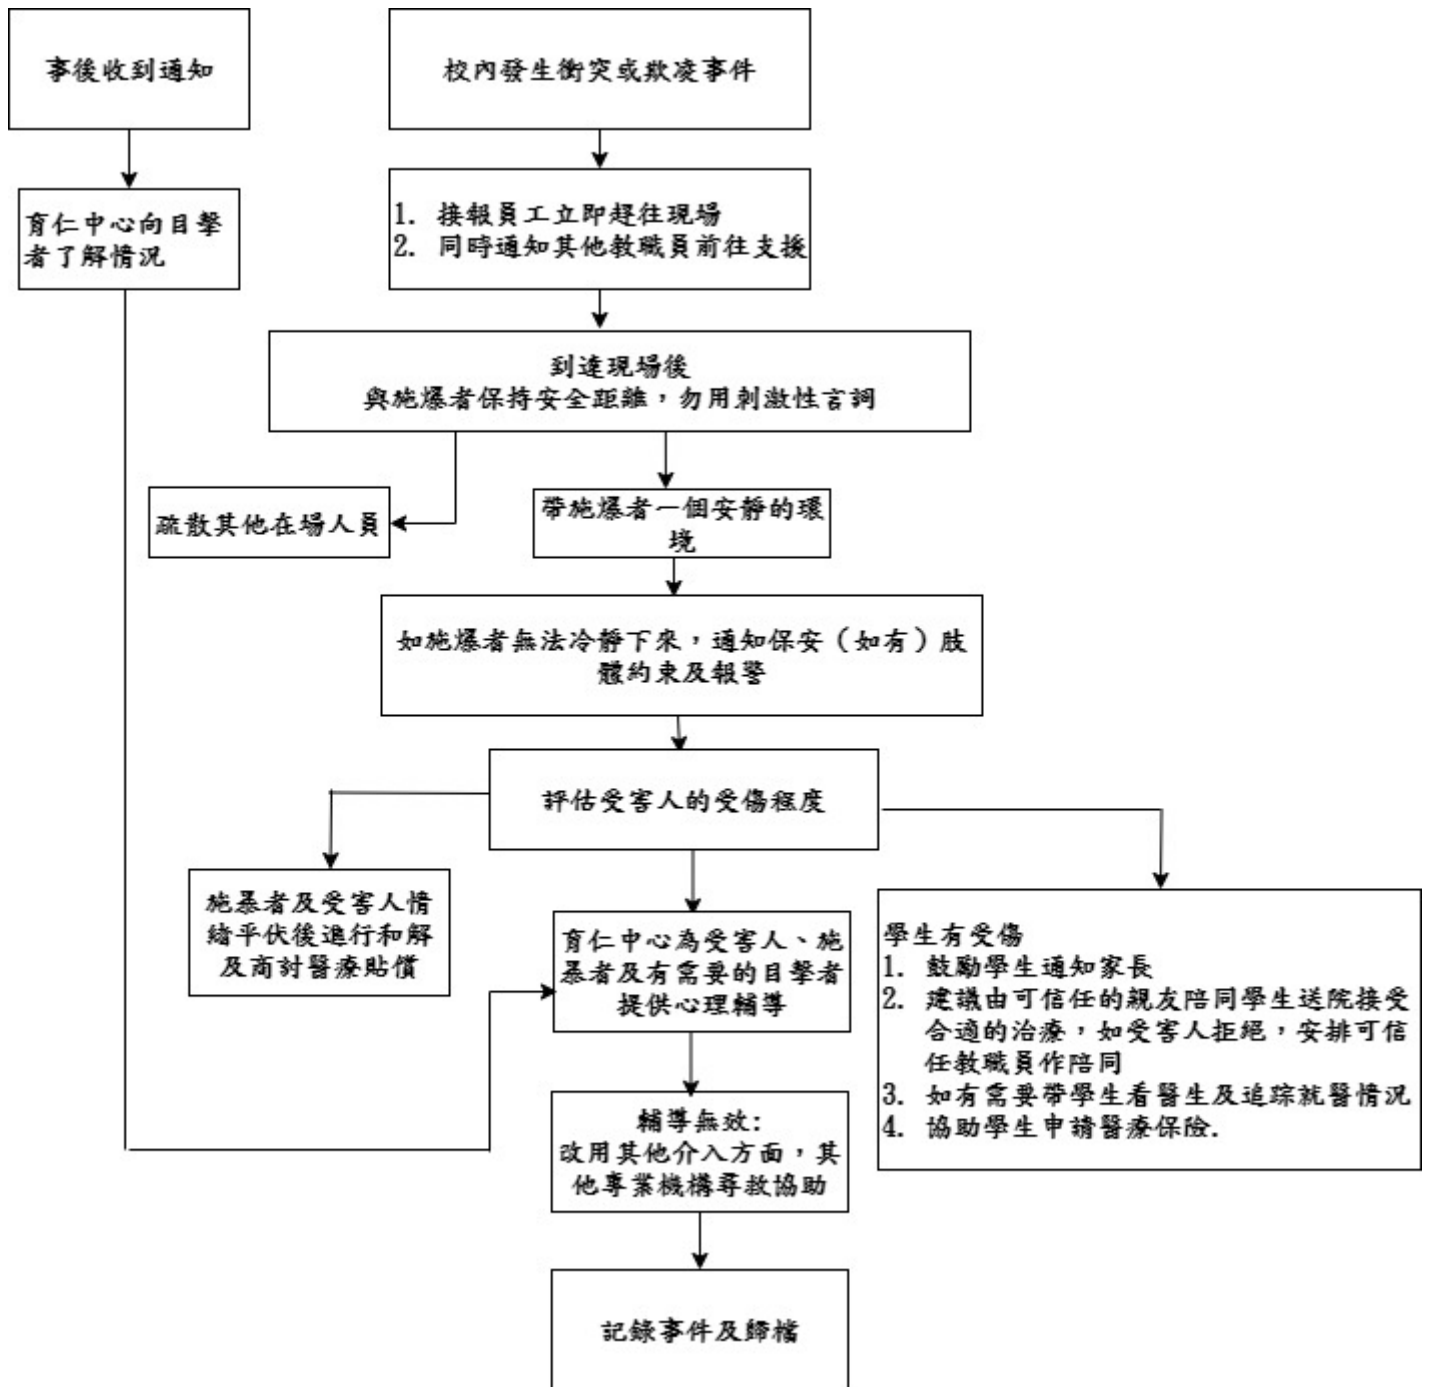 事後收到通知
校內發生衝突或欺凌事件
育仁中心向目擊
者了解情況
1. 接報員工立即趕往現場
2. 同時通知其他教職員前往支援
到達現場後
與施爆者保持安全距離，勿用刺激性言詞
疏散其他在場人員
帶施爆者一個安靜的環
境
如施爆者無法冷靜下來，通知保安（如有）肢
體約束及報警
評估受害人的受傷程度
施暴者及受害人情
緒平伏後進行和解
及商討醫療賠償
育仁中心為受害人、施
暴者及有需要的目擊者
提供心理輔導
學生有受傷
1. 鼓勵學生通知家長
2. 建議由可信任的親友陪同學生送院接受
合適的治療，如受害人拒絕，安排可信
任教職員作陪同
3. 如有需要帶學生看醫生及追踪就醫情況
4. 協助學生申請醫療保險.
輔導無效:
改用其他介入方面，其
他專業機構尋救協助
記錄事件及歸檔